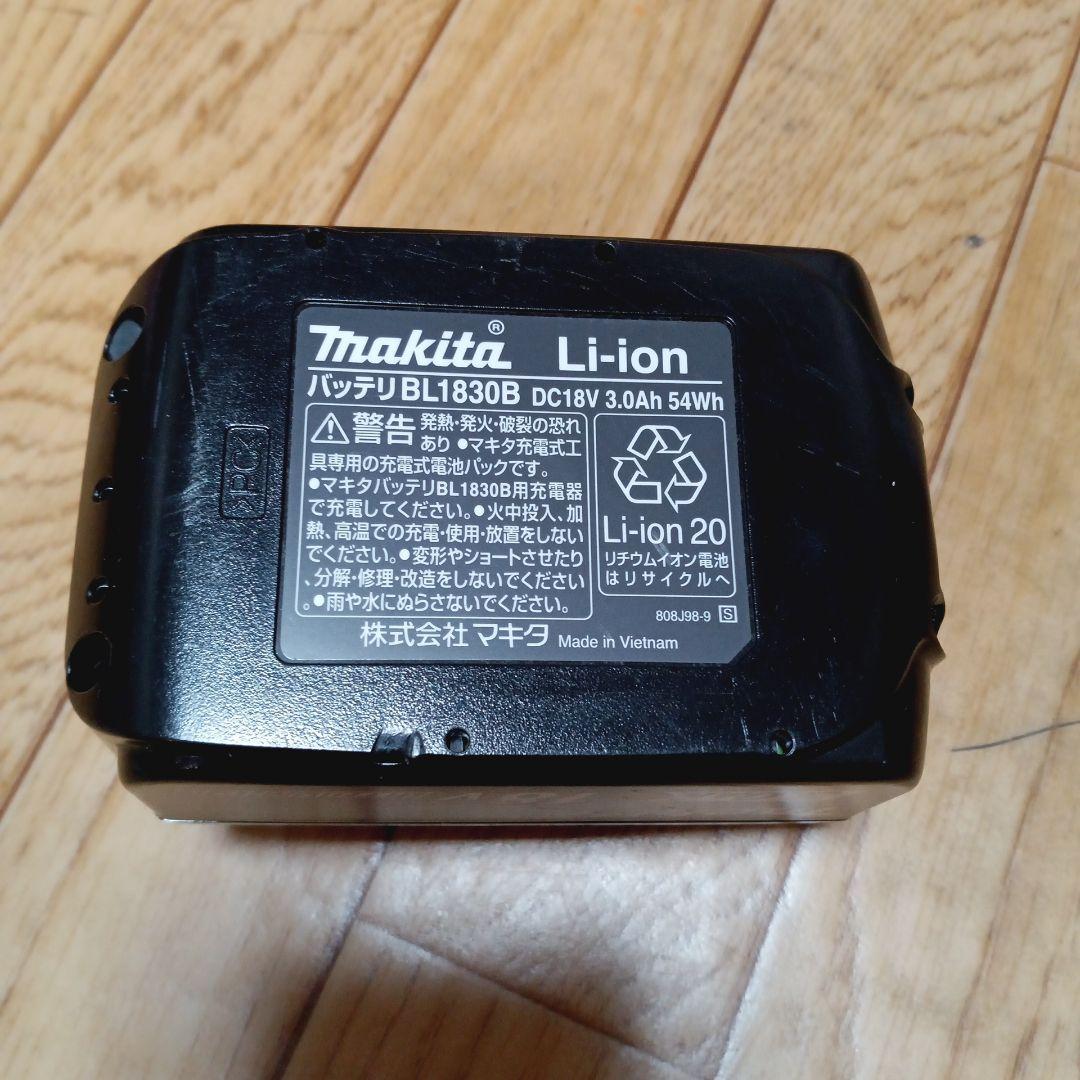 makita® Li-ion
バッテリBL1830B DC18V 3.0Ah 54Wh
警告 発熱・発火・破裂の恐れ
あり ●マキタ充電式工
具専用の充電式電池パックです。
●マキタバッテリBL1830B用充電器
で充電してください。●火中投入、加
熱、高温での充電・使用・放置をしない
でください。●変形やショートさせたり
、分解・修理・改造をしないでください
。●雨や水にぬらさないでください。
Li-ion 20
リチウムイオン電池
はリサイクルへ
808J98-9 S
株式会社マキタ Made in Vietnam
>PC<